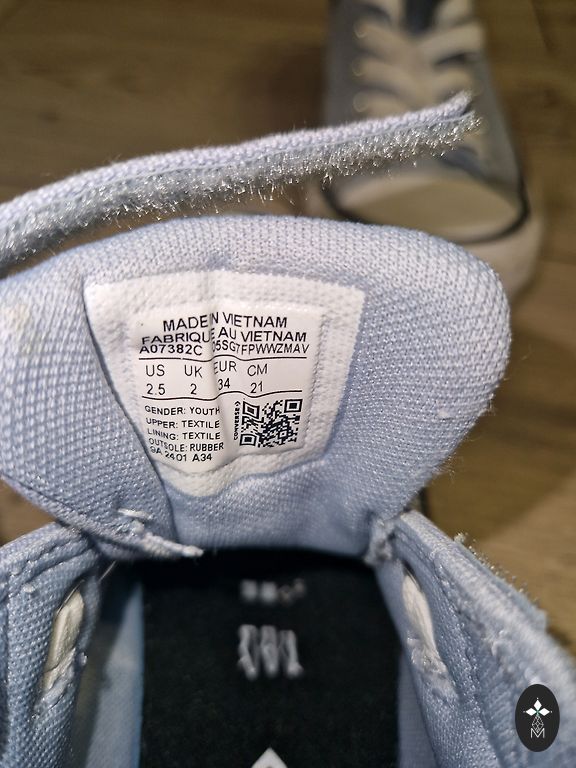 MADE IN VIETNAM
FABRIQUE AU VIETNAM
A07382C 05SG7FPWWZMAV
US UK EUR CM
2.5 2 34 21
GENDER: YOUTH
UPPER: TEXTILE
LINING: TEXTILE
OUTSOLE: RUBBER
SA 2401 A34
CONVERSE
M